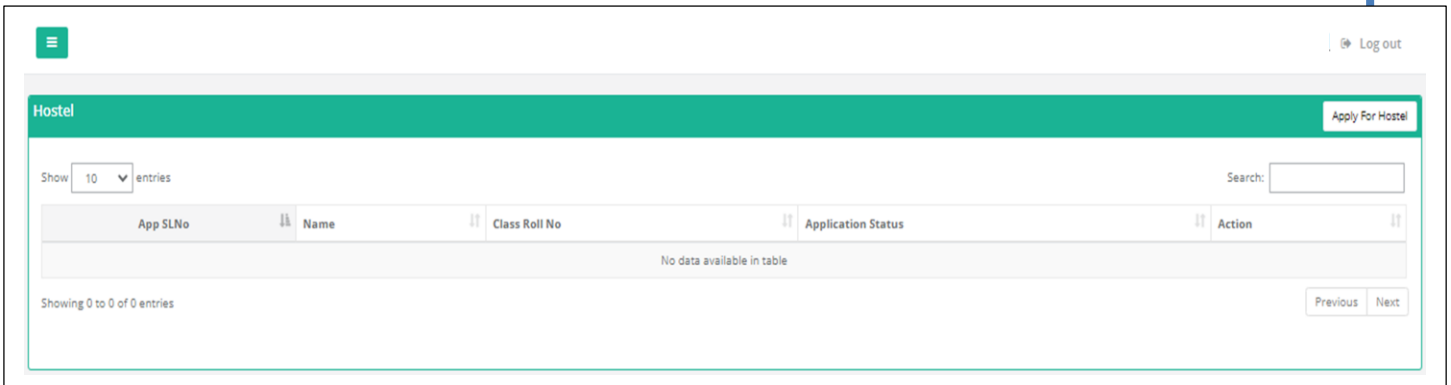 Log out
Hostel
Apply For Hostel
Show 10 entries Search:
App SLNo Name Class Roll No Application Status Action
No data available in table
Showing 0 to 0 of 0 entries Previous Next